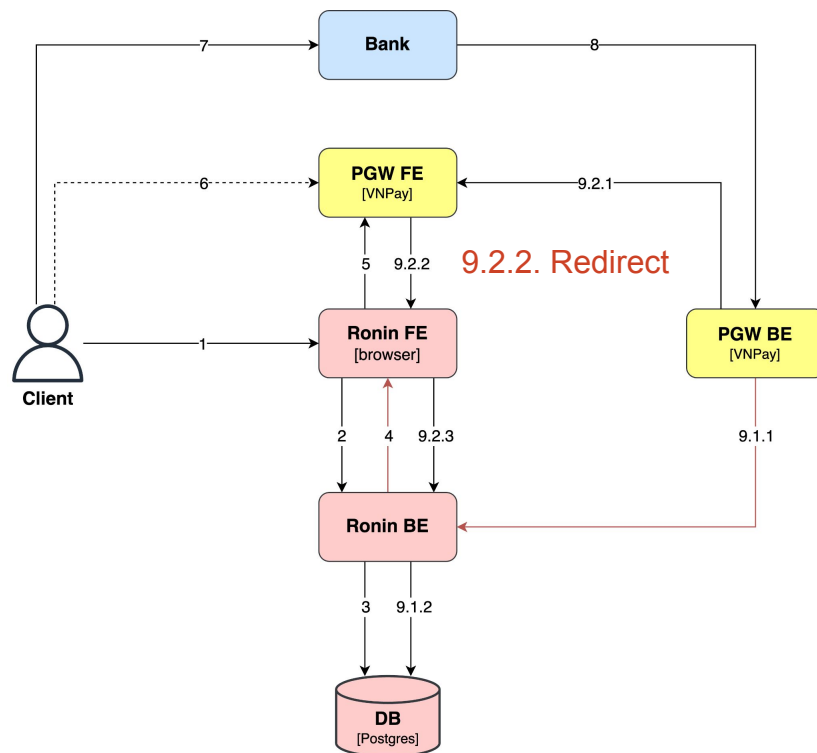 7
Bank
8
6
PGW FE
[VNPay]
9.2.1
5
9.2.2
9.2.2. Redirect
1
Ronin FE
[browser]
PGW BE
[VNPay]
Client
2
4
9.2.3
9.1.1
Ronin BE
3
9.1.2
DB
[Postgres]